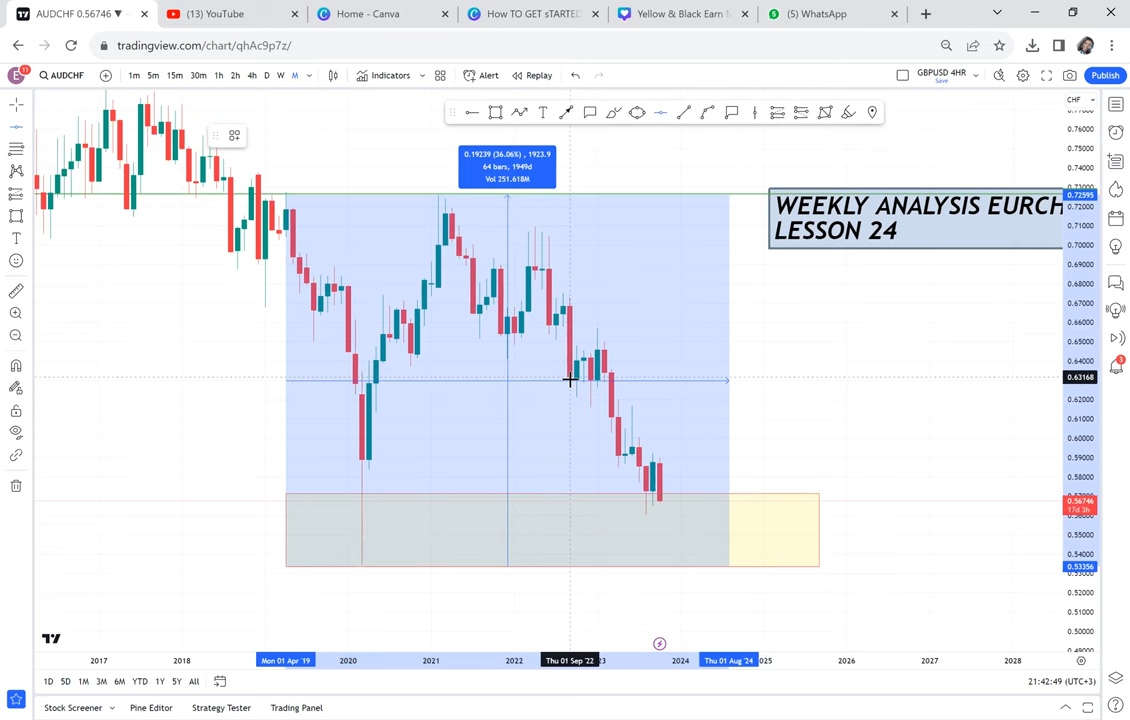 AUDCHF 0.56746 ▼
(13) YouTube
Home - Canva
How TO GET sTARTED
Yellow & Black Earn M
(5) WhatsApp
tradingview.com/chart/qhAc9p7z/
E
11
AUDCHF
1m 5m 15m 30m 1h 2h 4h D W M
Indicators
Alert
Replay
GBPUSD 4HR
Save
Publish
CHF
0.76000
0.75000
0.74000
0.72595
0.72000
0.71000
0.70000
0.69000
0.68000
0.67000
0.66000
0.65000
0.64000
0.63168
0.62000
0.61000
0.60000
0.59000
0.58000
0.56746
17d 3h
0.55000
0.54000
0.53356
0.52000
0.51000
0.50000
0.19239 (36.06%) , 1923.9
64 bars, 1949d
Vol 251.618M
WEEKLY ANALYSIS EURCH
LESSON 24
3
2017 2018 Mon 01 Apr '19 2020 2021 2022 Thu 01 Sep '22 23 2024 Thu 01 Aug '24 025 2026 2027 2028
1D 5D 1M 3M 6M YTD 1Y 5Y All
21:42:49 (UTC+3)
Stock Screener
Pine Editor
Strategy Tester
Trading Panel